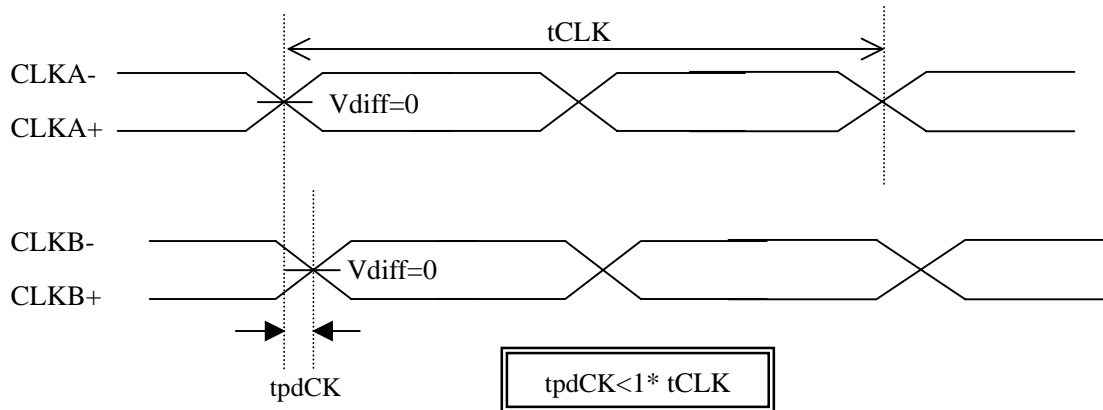 tCLK
CLKA-
Vdiff=0
CLKA+
CLKB-
Vdiff=0
CLKB+
tpdCK
tpdCK<1* tCLK